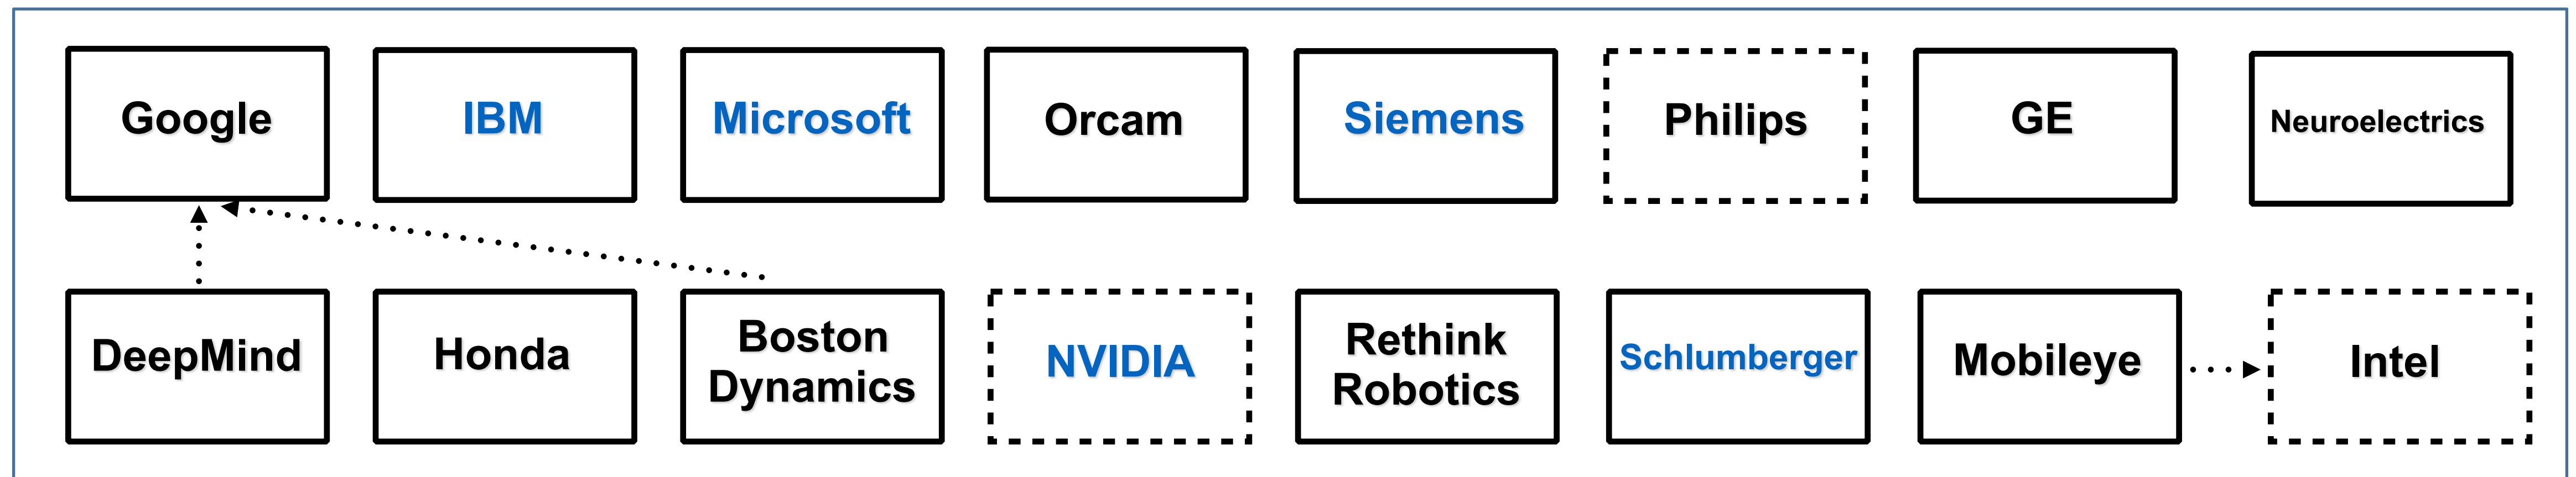 Google
IBM
Microsoft
Orcam
Siemens
Philips
GE
Neuroelectrics
DeepMind
Honda
Boston
Dynamics
NVIDIA
Rethink
Robotics
Schlumberger
Mobileye
Intel